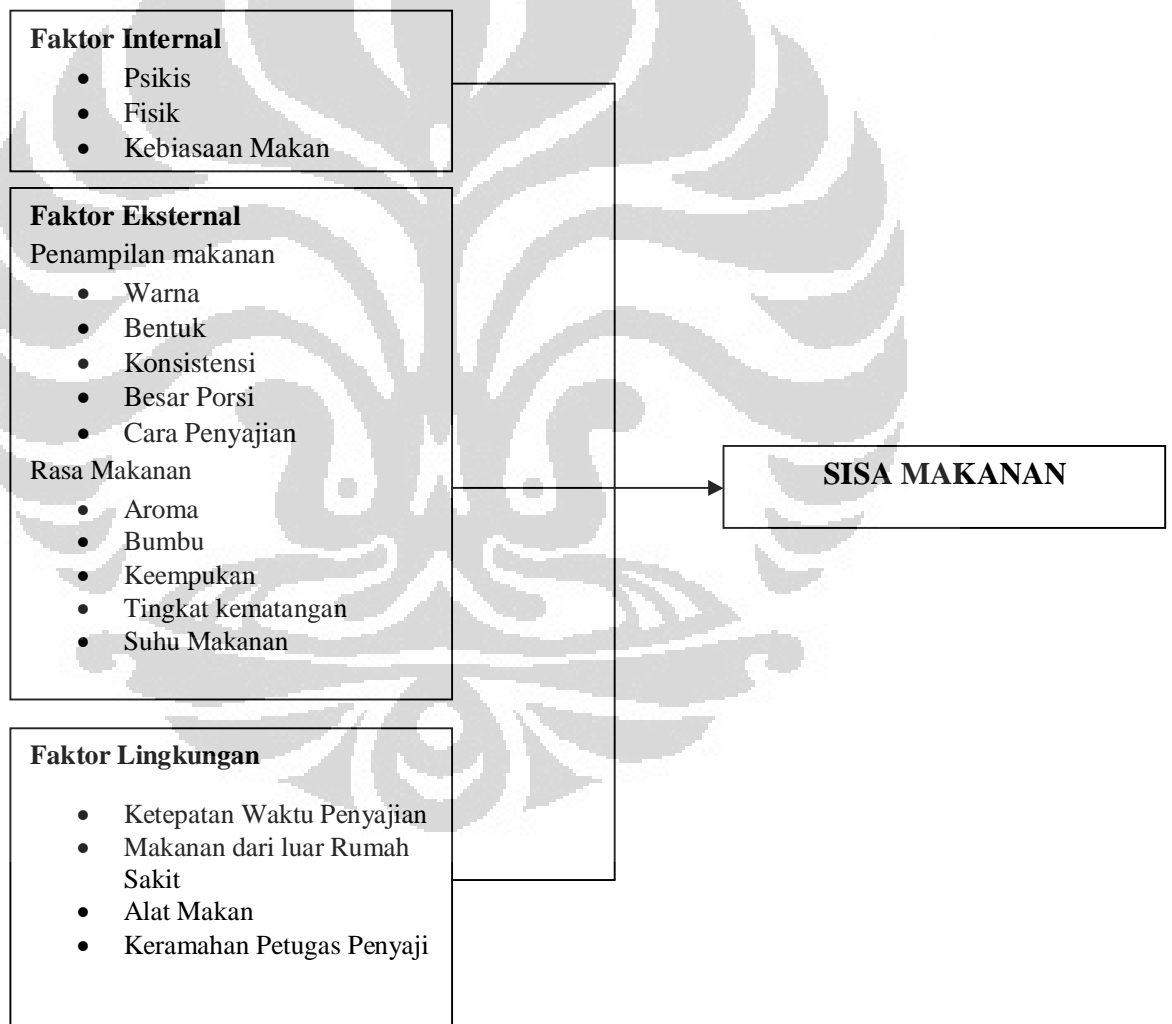 Faktor Internal
• Psikis
• Fisik
• Kebiasaan Makan
Faktor Eksternal
Penampilan makanan
• Warna
• Bentuk
• Konsistensi
• Besar Porsi
• Cara Penyajian
Rasa Makanan
• Aroma
• Bumbu
• Keempukan
• Tingkat kematangan
• Suhu Makanan
Faktor Lingkungan
• Ketepatan Waktu Penyajian
• Makanan dari luar Rumah
Sakit
• Alat Makan
• Keramahan Petugas Penyaji
SISA MAKANAN